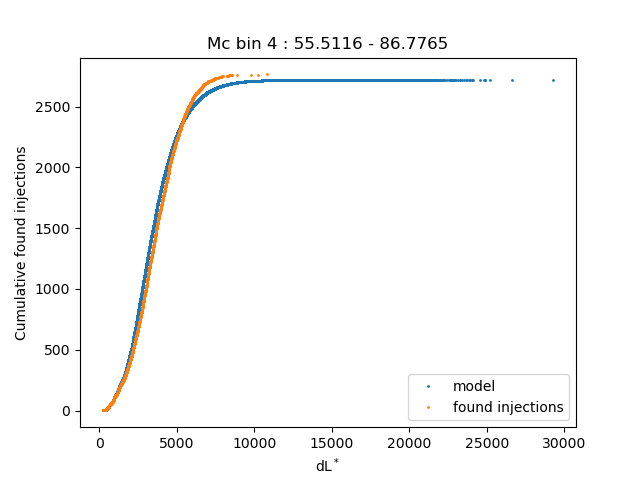 Mc bin 4 : 55.5116 - 86.7765
Cumulative found injections
2500
2000
1500
1000
500
0
0 5000 10000 15000 20000 25000 30000
dL*
model
found injections